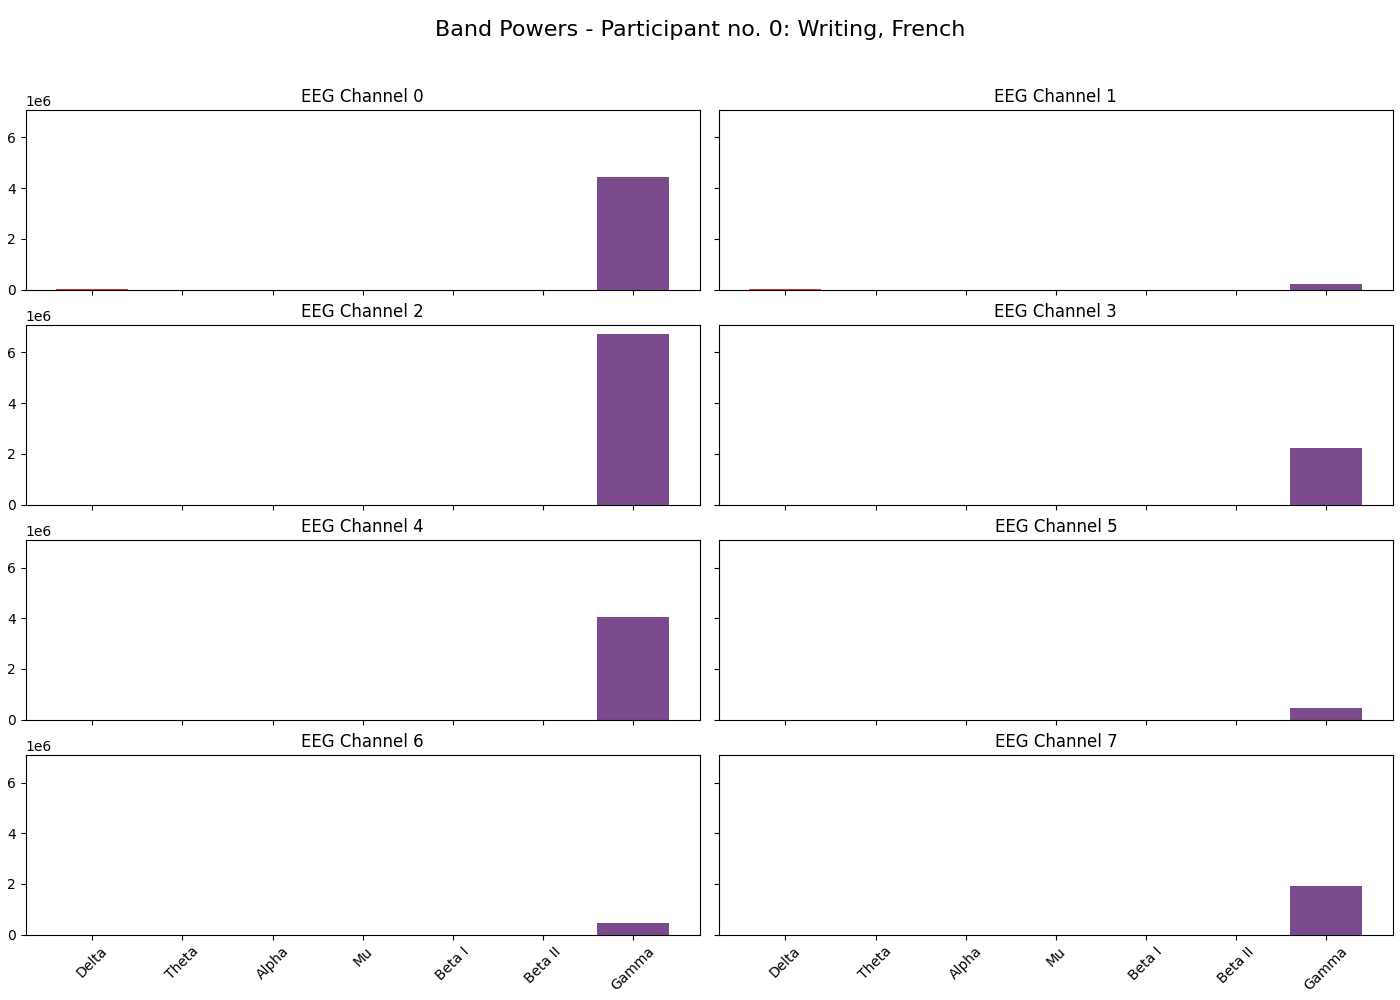 Band Powers - Participant no. 0: Writing, French
EEG Channel 0
EEG Channel 1
1e6
6
4
2
0
EEG Channel 2
EEG Channel 3
1e6
6
4
2
0
EEG Channel 4
EEG Channel 5
1e6
6
4
2
0
EEG Channel 6
EEG Channel 7
1e6
6
4
2
0
Delta Theta Alpha Mu Beta I Beta II Gamma
Delta Theta Alpha Mu Beta I Beta II Gamma